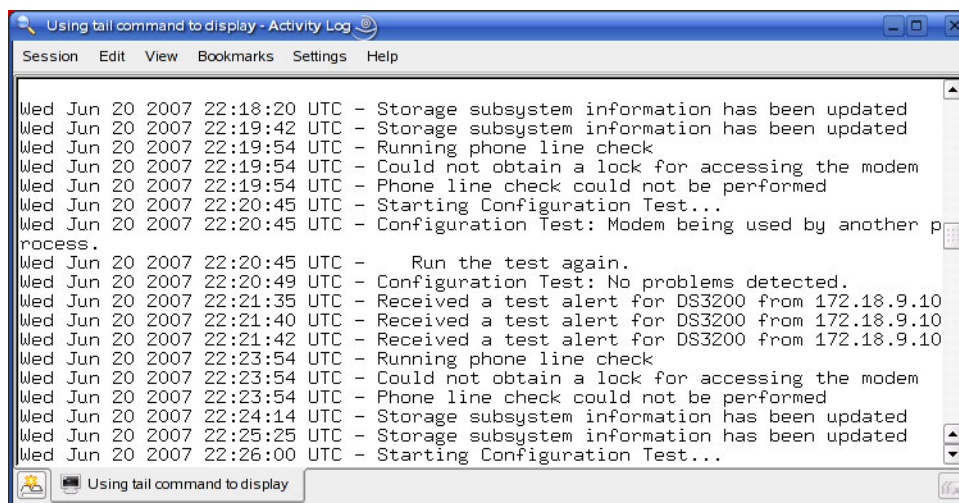 Using tail command to display - Activity Log
Session Edit View Bookmarks Settings Help
Wed Jun 20 2007 22:18:20 UTC - Storage subsystem information has been updated
Wed Jun 20 2007 22:19:42 UTC - Storage subsystem information has been updated
Wed Jun 20 2007 22:19:54 UTC - Running phone line check
Wed Jun 20 2007 22:19:54 UTC - Could not obtain a lock for accessing the modem
Wed Jun 20 2007 22:19:54 UTC - Phone line check could not be performed
Wed Jun 20 2007 22:20:45 UTC - Starting Configuration Test...
Wed Jun 20 2007 22:20:45 UTC - Configuration Test: Modem being used by another p
rocess.
Wed Jun 20 2007 22:20:45 UTC -    Run the test again.
Wed Jun 20 2007 22:20:49 UTC - Configuration Test: No problems detected.
Wed Jun 20 2007 22:21:35 UTC - Received a test alert for DS3200 from 172.18.9.10
Wed Jun 20 2007 22:21:40 UTC - Received a test alert for DS3200 from 172.18.9.10
Wed Jun 20 2007 22:21:42 UTC - Received a test alert for DS3200 from 172.18.9.10
Wed Jun 20 2007 22:23:54 UTC - Running phone line check
Wed Jun 20 2007 22:23:54 UTC - Could not obtain a lock for accessing the modem
Wed Jun 20 2007 22:23:54 UTC - Phone line check could not be performed
Wed Jun 20 2007 22:24:14 UTC - Storage subsystem information has been updated
Wed Jun 20 2007 22:25:25 UTC - Storage subsystem information has been updated
Wed Jun 20 2007 22:26:00 UTC - Starting Configuration Test...
Using tail command to display